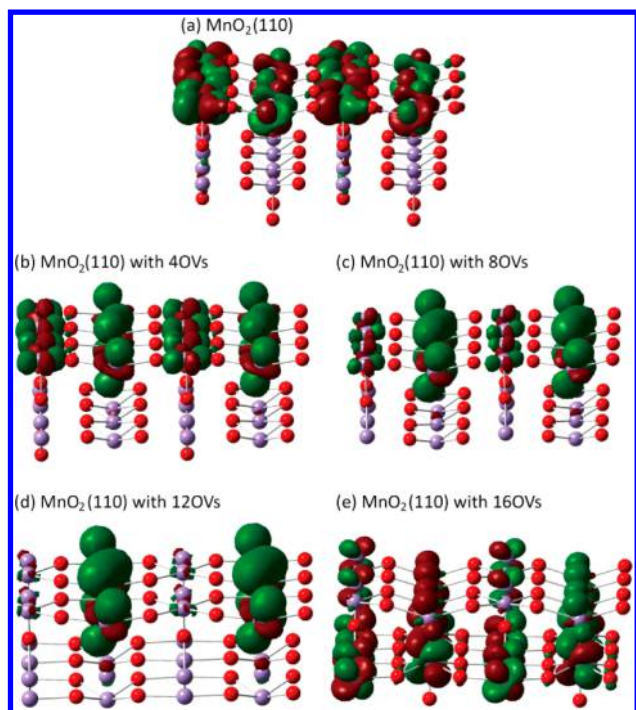 (a) MnO₂(110)
(b) MnO₂(110) with 4OVs
(c) MnO₂(110) with 8OVs
(d) MnO₂(110) with 12OVs
(e) MnO₂(110) with 16OVs